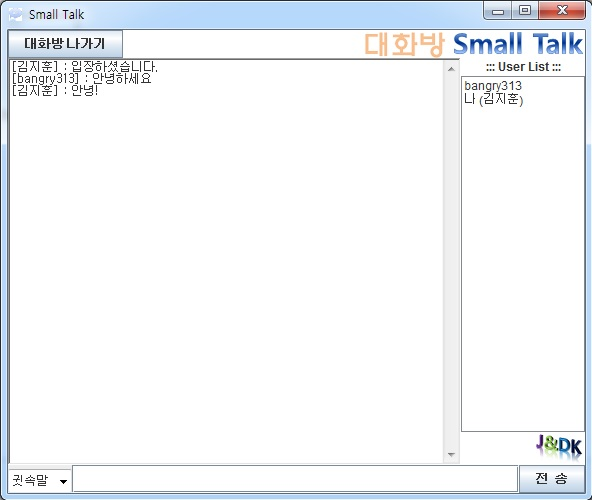 Small Talk
대화방 나가기
대화방 Small Talk
::: User List :::
[김지훈] : 입장하셨습니다.
[bangry313] : 안녕하세요
[김지훈] : 안녕!
bangry313
나 (김지훈)
J&DK
귓속말
전 송